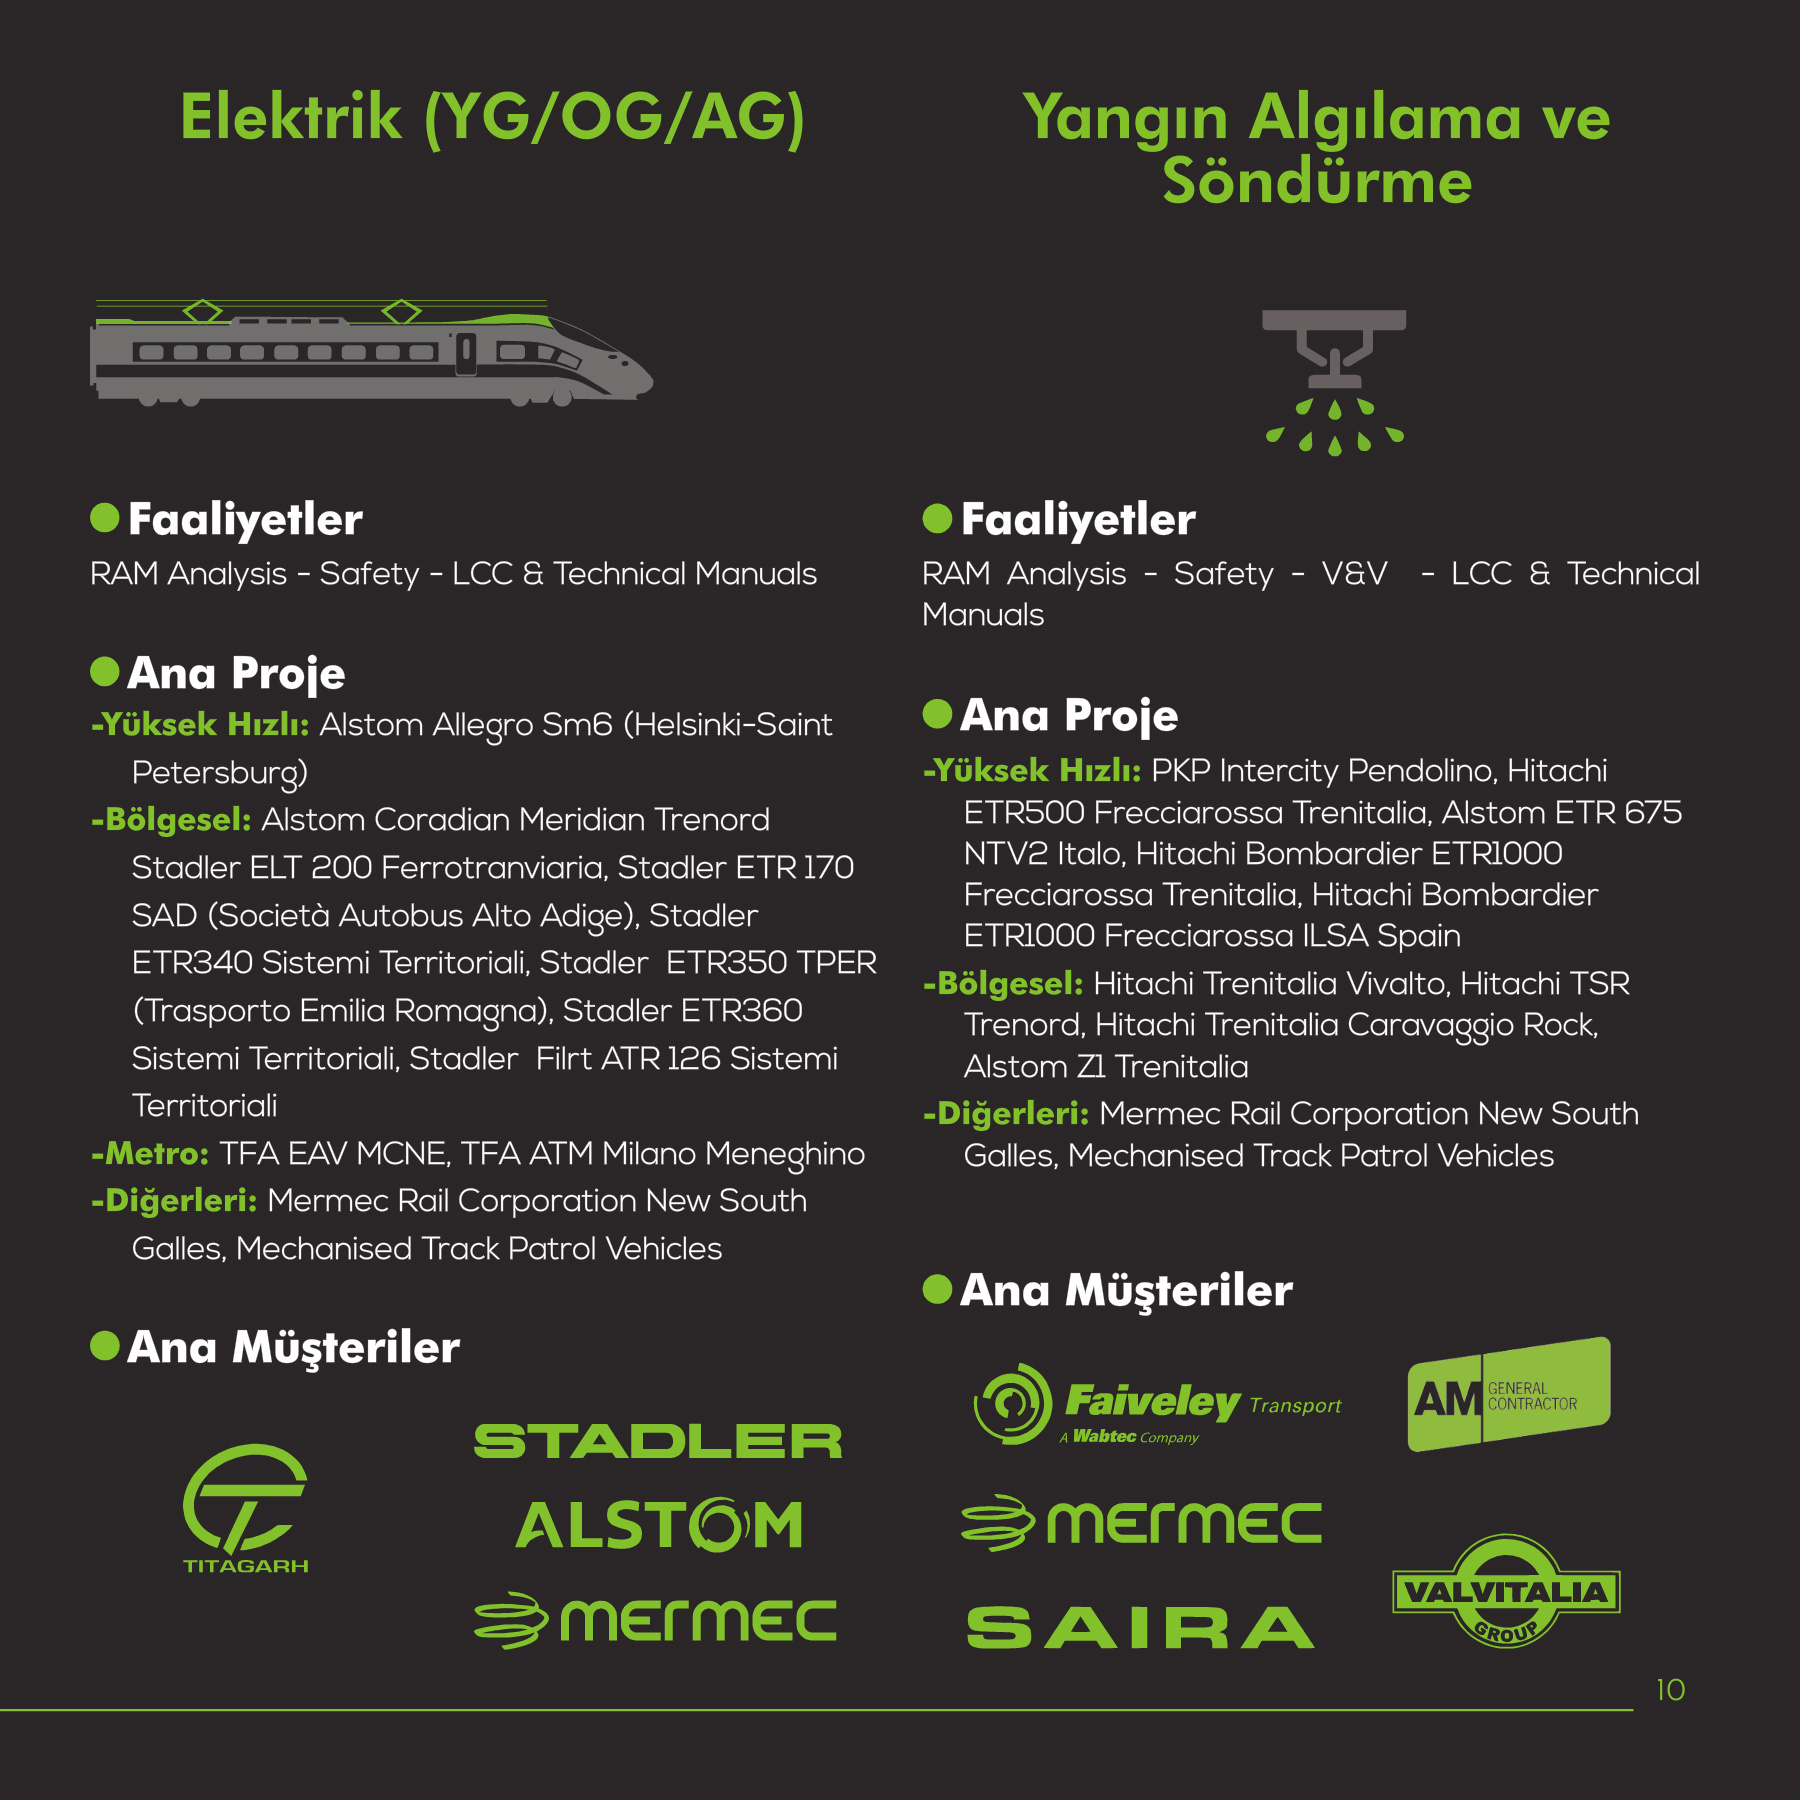 Elektrik (YG/OG/AG)
Faaliyetler
RAM Analysis - Safety - LCC & Technical Manuals
Ana Proje
-Yüksek Hızlı: Alstom Allegro Sm6 (Helsinki-Saint
Petersburg)
-Bölgesel: Alstom Coradian Meridian Trenord
Stadler ELT 200 Ferrotranviaria, Stadler ETR 170
SAD (Società Autobus Alto Adige), Stadler
ETR340 Sistemi Territoriali, Stadler ETR350 TPER
(Trasporto Emilia Romagna), Stadler ETR360
Sistemi Territoriali, Stadler Filrt ATR 126 Sistemi
Territoriali
-Metro: TFA EAV MCNE, TFA ATM Milano Meneghino
-Diğerleri: Mermec Rail Corporation New South
Galles, Mechanised Track Patrol Vehicles
Ana Müşteriler
TITAGARH
STADLER
ALSTOM
mermec
Yangın Algılama ve
Söndürme
Faaliyetler
RAM Analysis - Safety - V&V - LCC & Technical
Manuals
Ana Proje
-Yüksek Hızlı: PKP Intercity Pendolino, Hitachi
ETR500 Frecciarossa Trenitalia, Alstom ETR 675
NTV2 Italo, Hitachi Bombardier ETR1000
Frecciarossa Trenitalia, Hitachi Bombardier
ETR1000 Frecciarossa ILSA Spain
-Bölgesel: Hitachi Trenitalia Vivalto, Hitachi TSR
Trenord, Hitachi Trenitalia Caravaggio Rock,
Alstom Z1 Trenitalia
-Diğerleri: Mermec Rail Corporation New South
Galles, Mechanised Track Patrol Vehicles
Ana Müşteriler
Faiveley Transport
A Wabtec Company
AM GENERAL
CONTRACTOR
mermec
VALVITALIA
GROUP
SAIRA
10